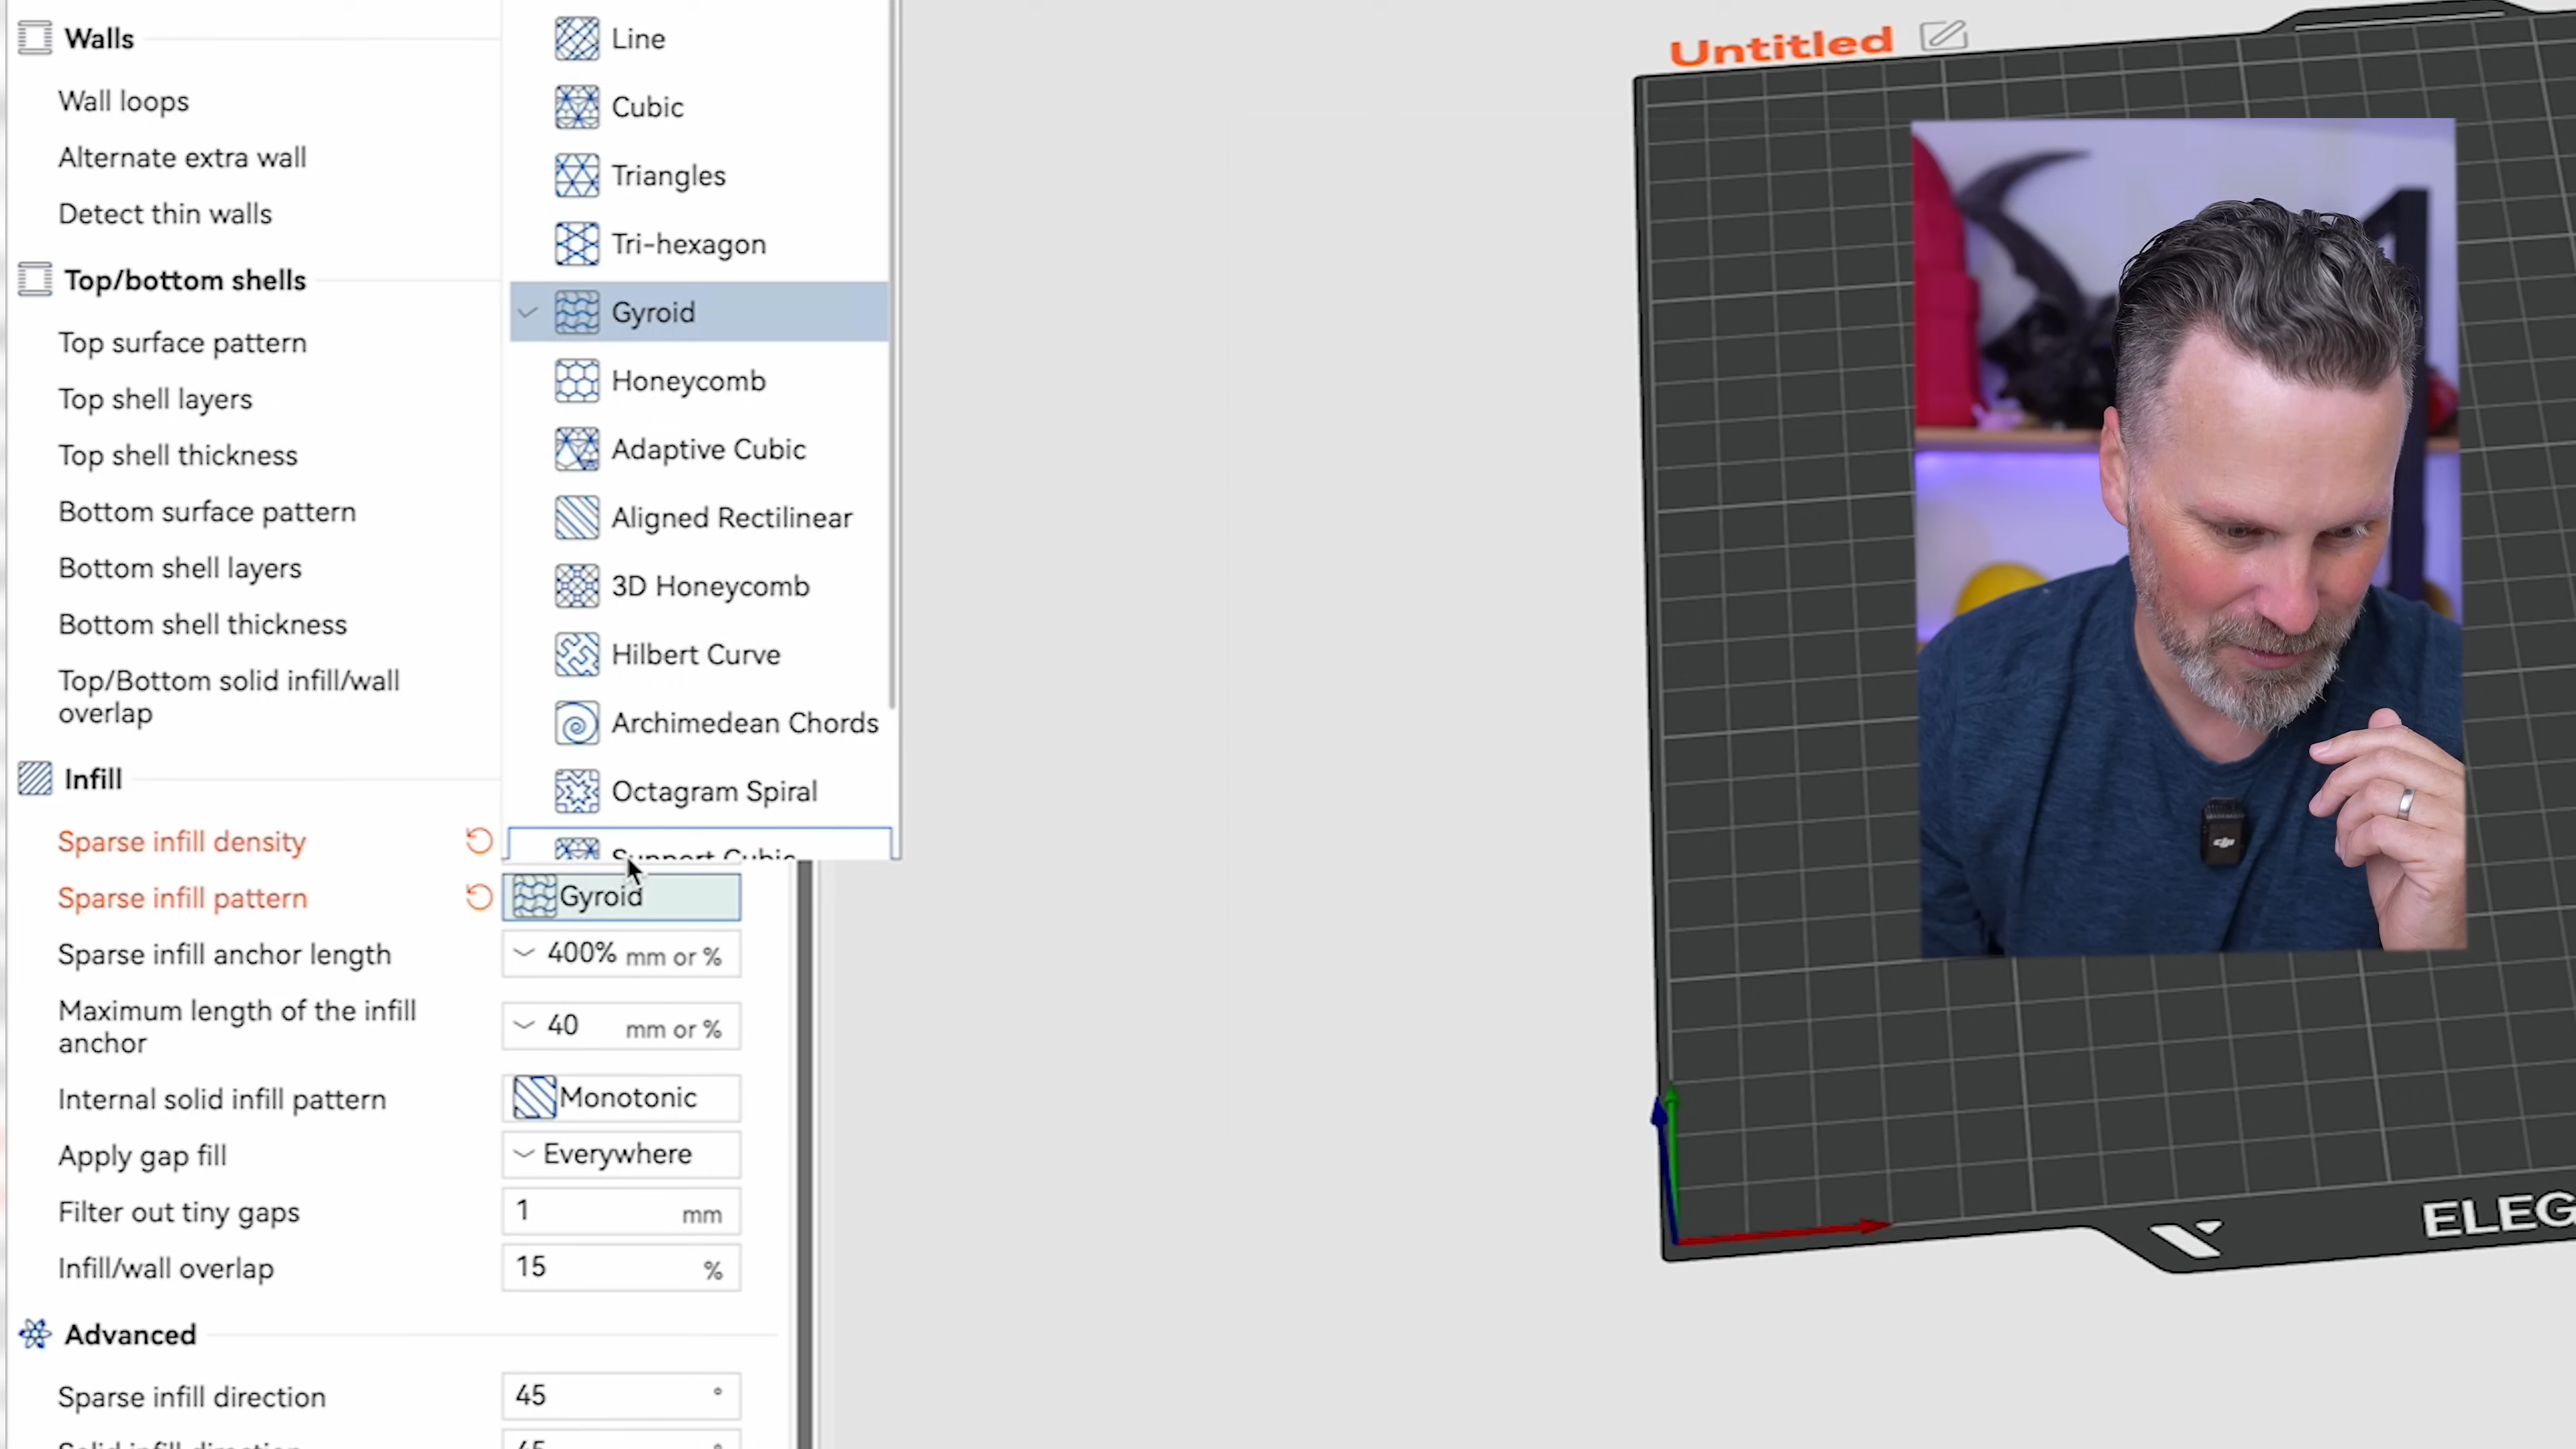 Walls
Wall loops
Alternate extra wall
Detect thin walls
Top/bottom shells
Top surface pattern
Top shell layers
Top shell thickness
Bottom surface pattern
Bottom shell layers
Bottom shell thickness
Top/Bottom solid infill/wall
overlap
Infill
Sparse infill density
Sparse infill pattern
Gyroid
Sparse infill anchor length
400% mm or %
Maximum length of the infill
anchor
40 mm or %
Internal solid infill pattern
Monotonic
Apply gap fill
Everywhere
Filter out tiny gaps
1 mm
Infill/wall overlap
15 %
Advanced
Sparse infill direction
45 °
Line
Cubic
Triangles
Tri-hexagon
Gyroid
Honeycomb
Adaptive Cubic
Aligned Rectilinear
3D Honeycomb
Hilbert Curve
Archimedean Chords
Octagram Spiral
Support Cubic
Untitled
ELEG